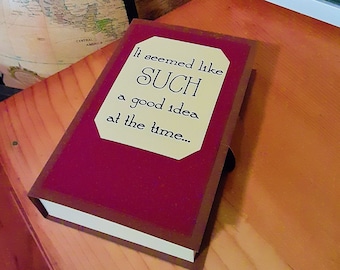 It seemed like
SUCH
a good idea
at the time...